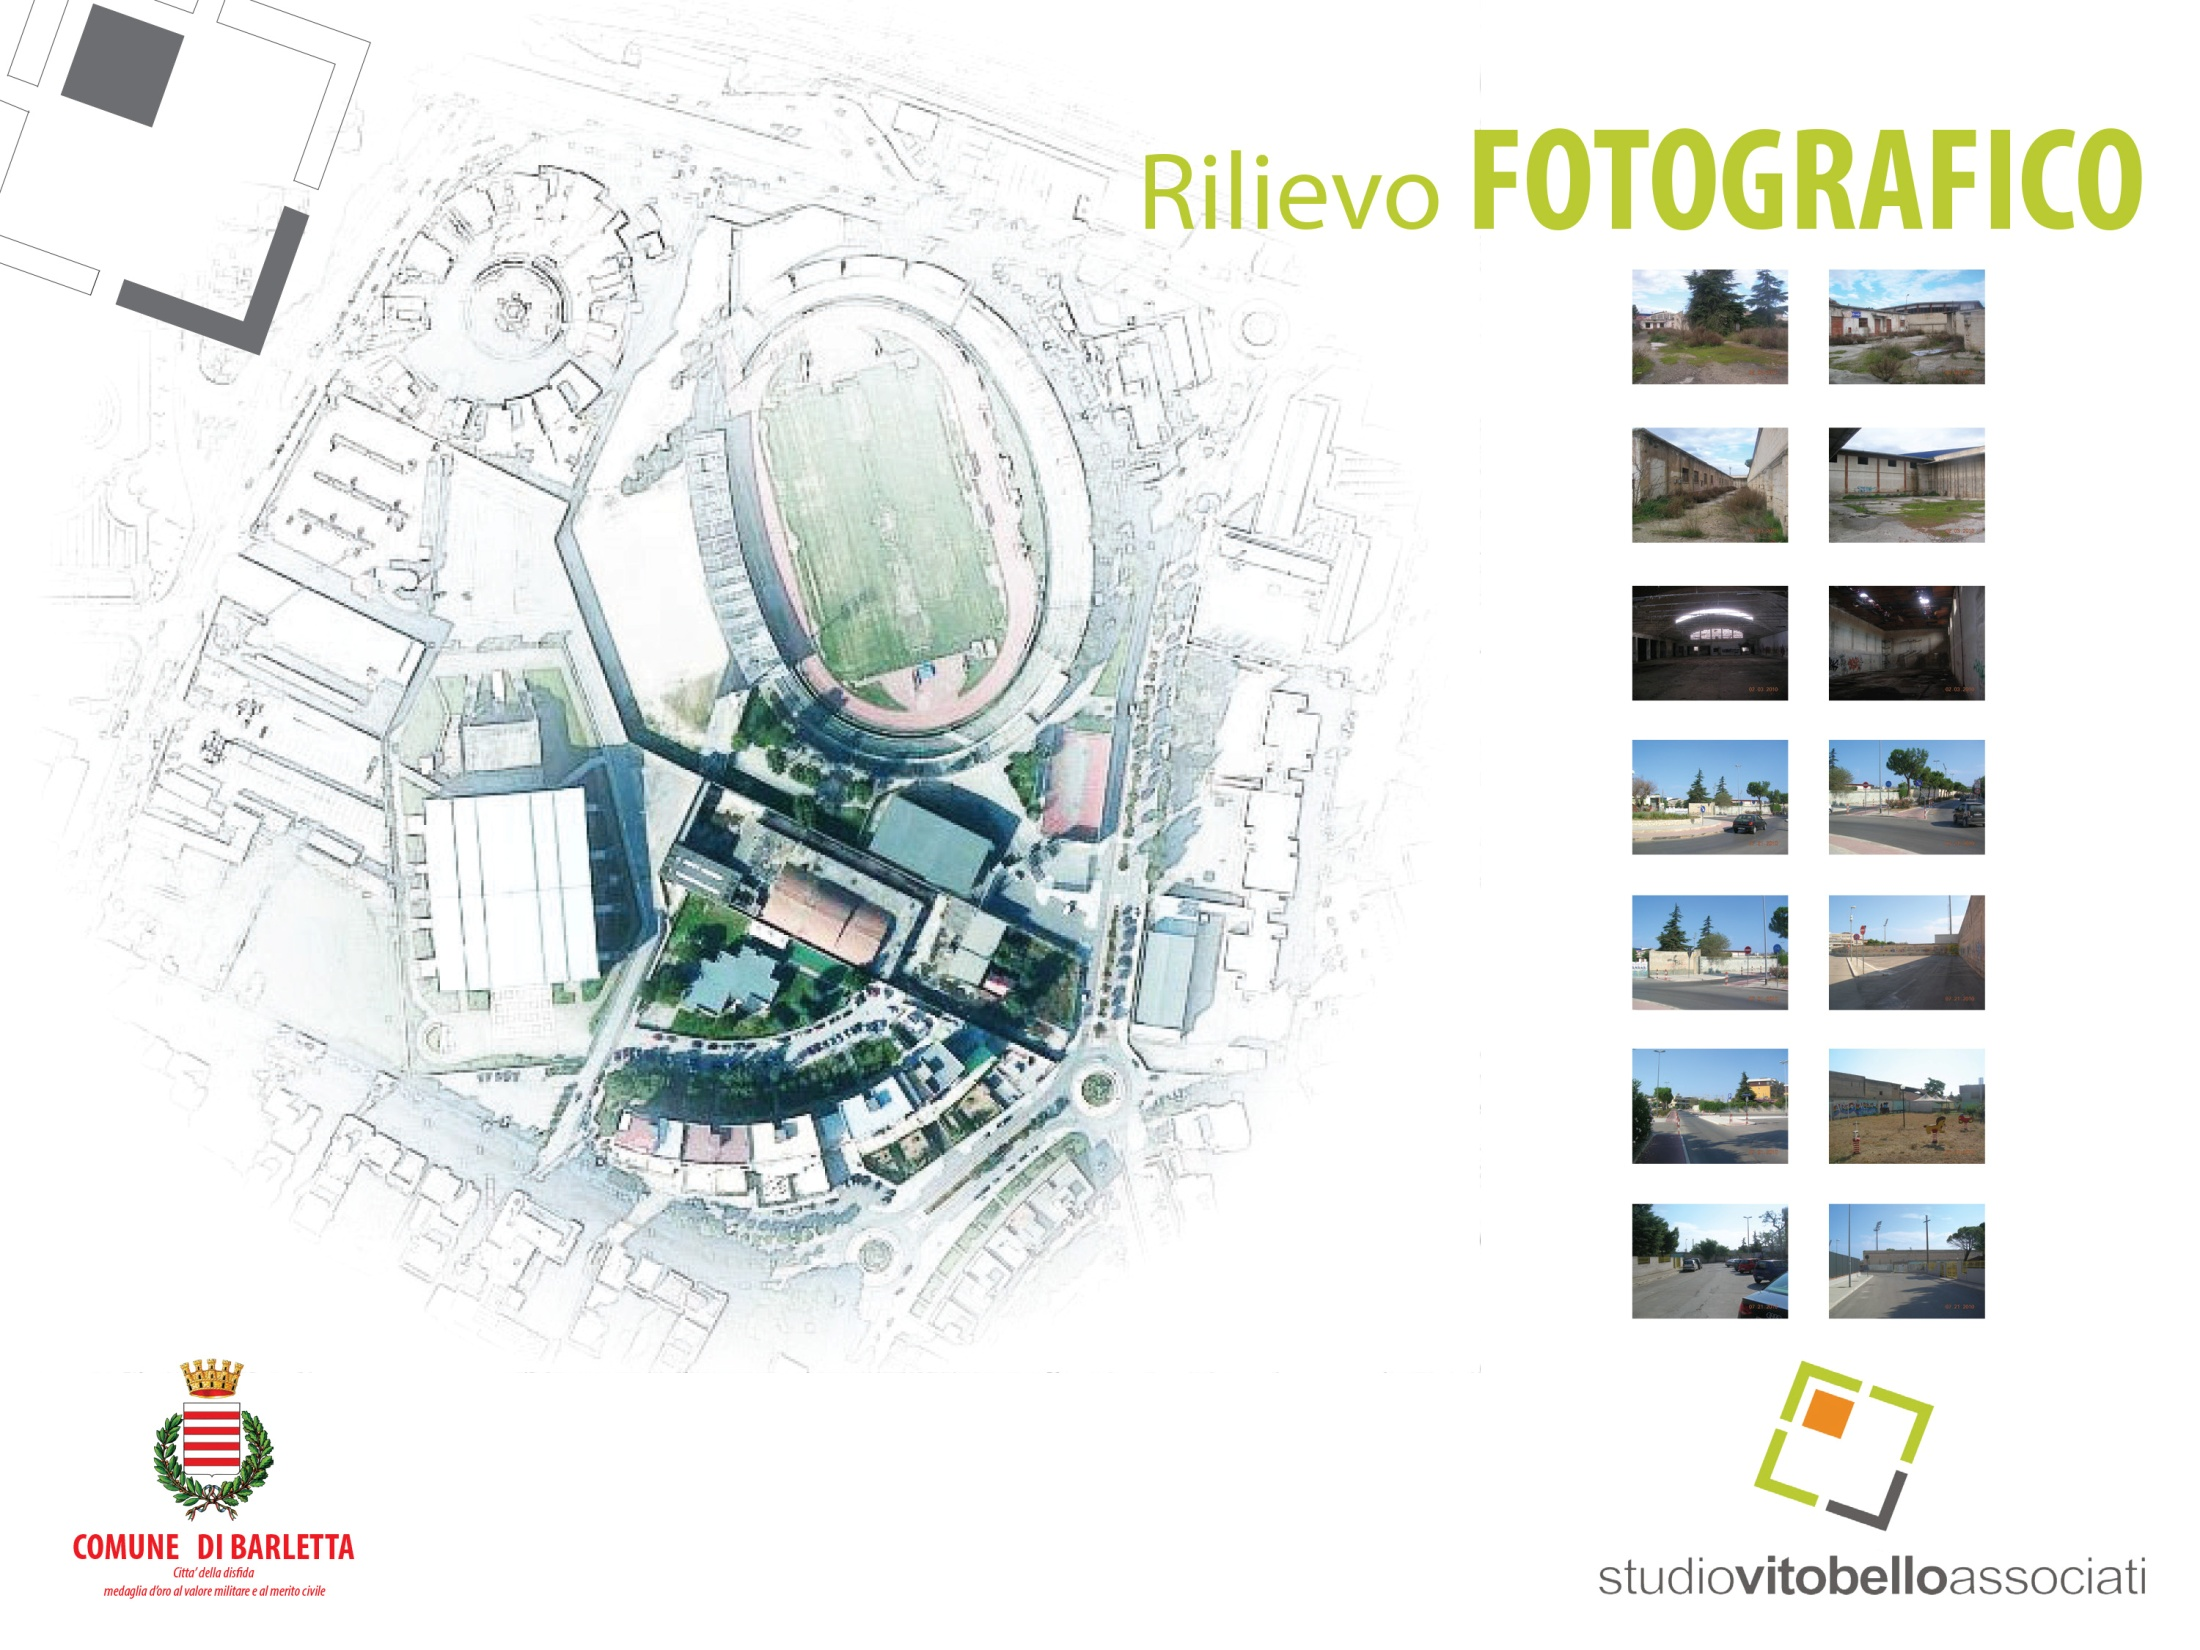 Rilievo FOTOGRAFICO
COMUNE DI BARLETTA
Citta' della disfida
medaglia d'oro al valore militare e al merito civile
studiovitobelloassociati